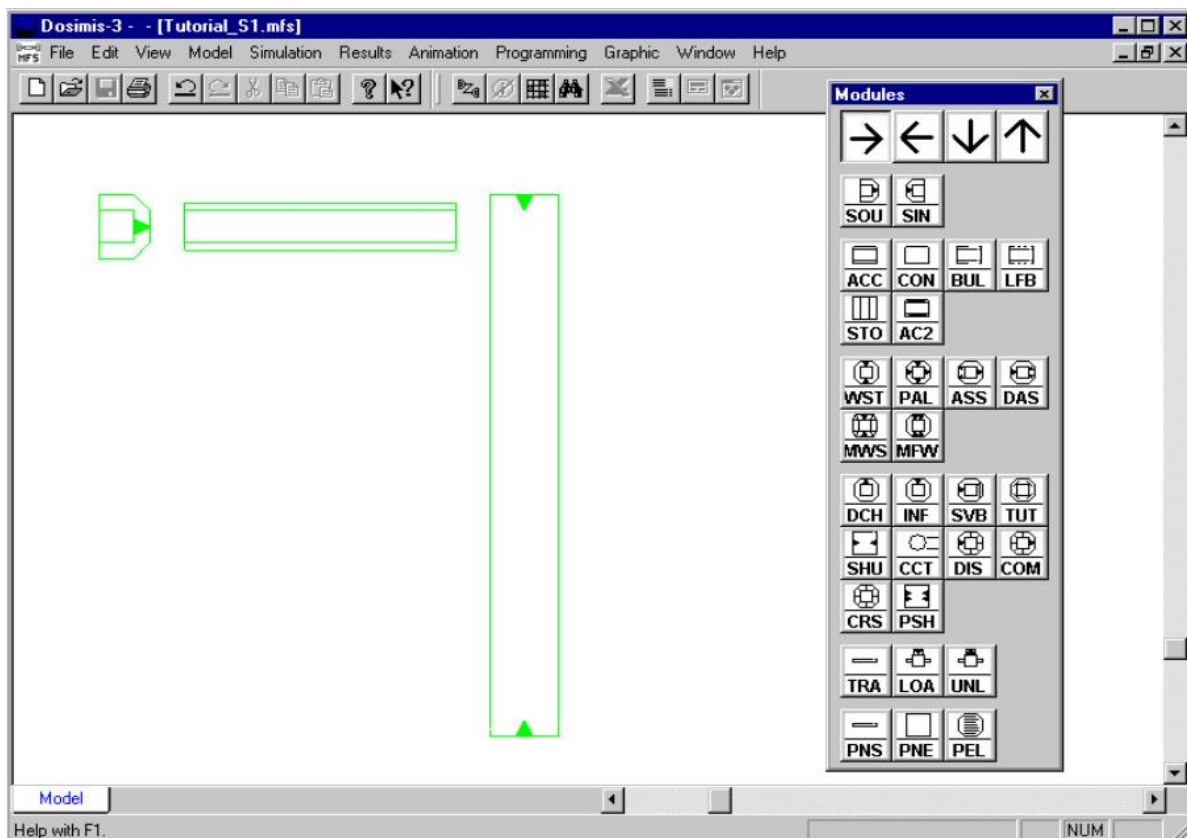 Dosimis-3 - - [Tutorial_S1.mfs]
MFS File Edit View Model Simulation Results Animation Programming Graphic Window Help
Modules
SOU SIN
ACC CON BUL LFB
STO AC2
WST PAL ASS DAS
MWS MFW
DCH INF SVB TUT
SHU CCT DIS COM
CRS PSH
TRA LOA UNL
PNS PNE PEL
Model
Help with F1. NUM